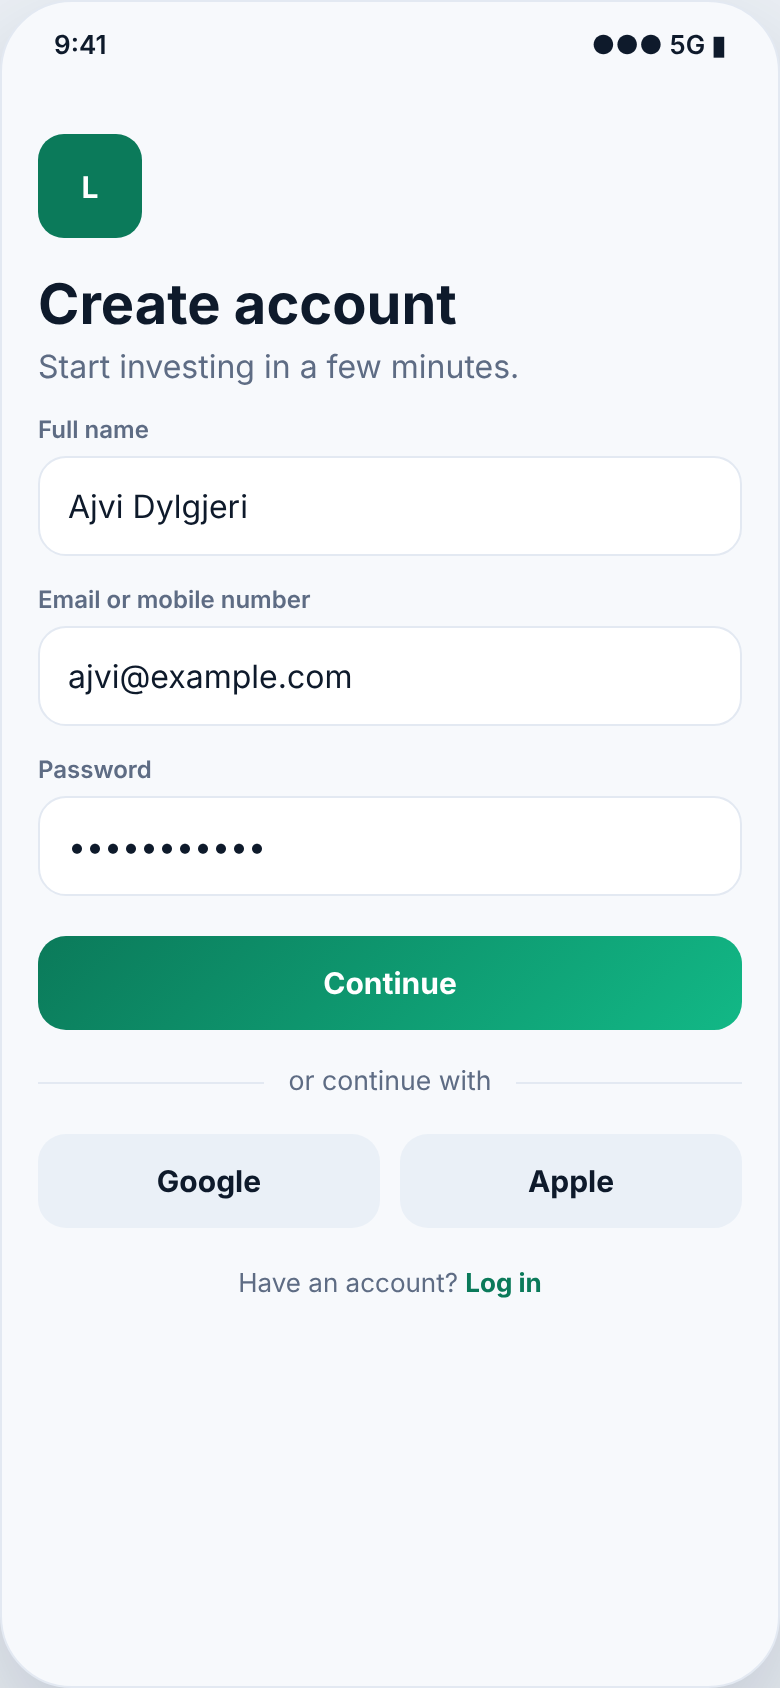 9:41
●●● 5G ▮
L
Create account
Start investing in a few minutes.
Full name
Ajvi Dylgjeri
Email or mobile number
ajvi@example.com
Password
•••••••••••
Continue
or continue with
Google
Apple
Have an account? Log in